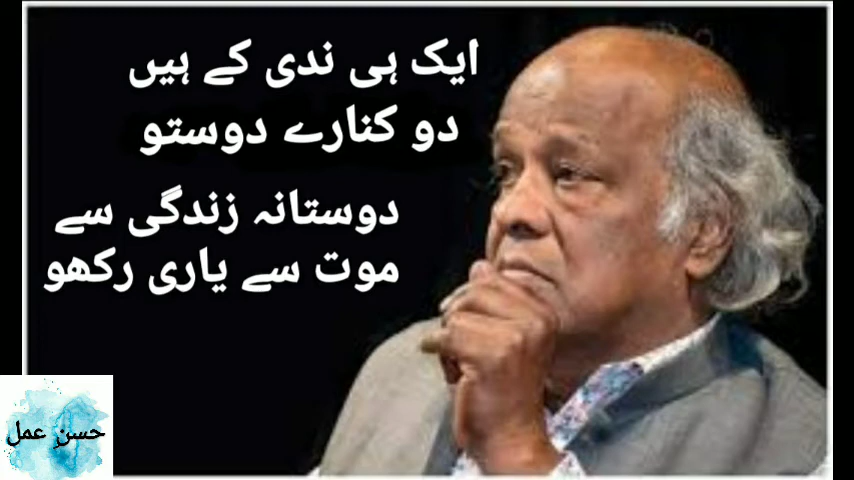 ایک ہی ندی کے ہیں
دو کنارے دوستو
دوستانہ زندگی سے
موت سے یاری رکھو
حسنِ عمل